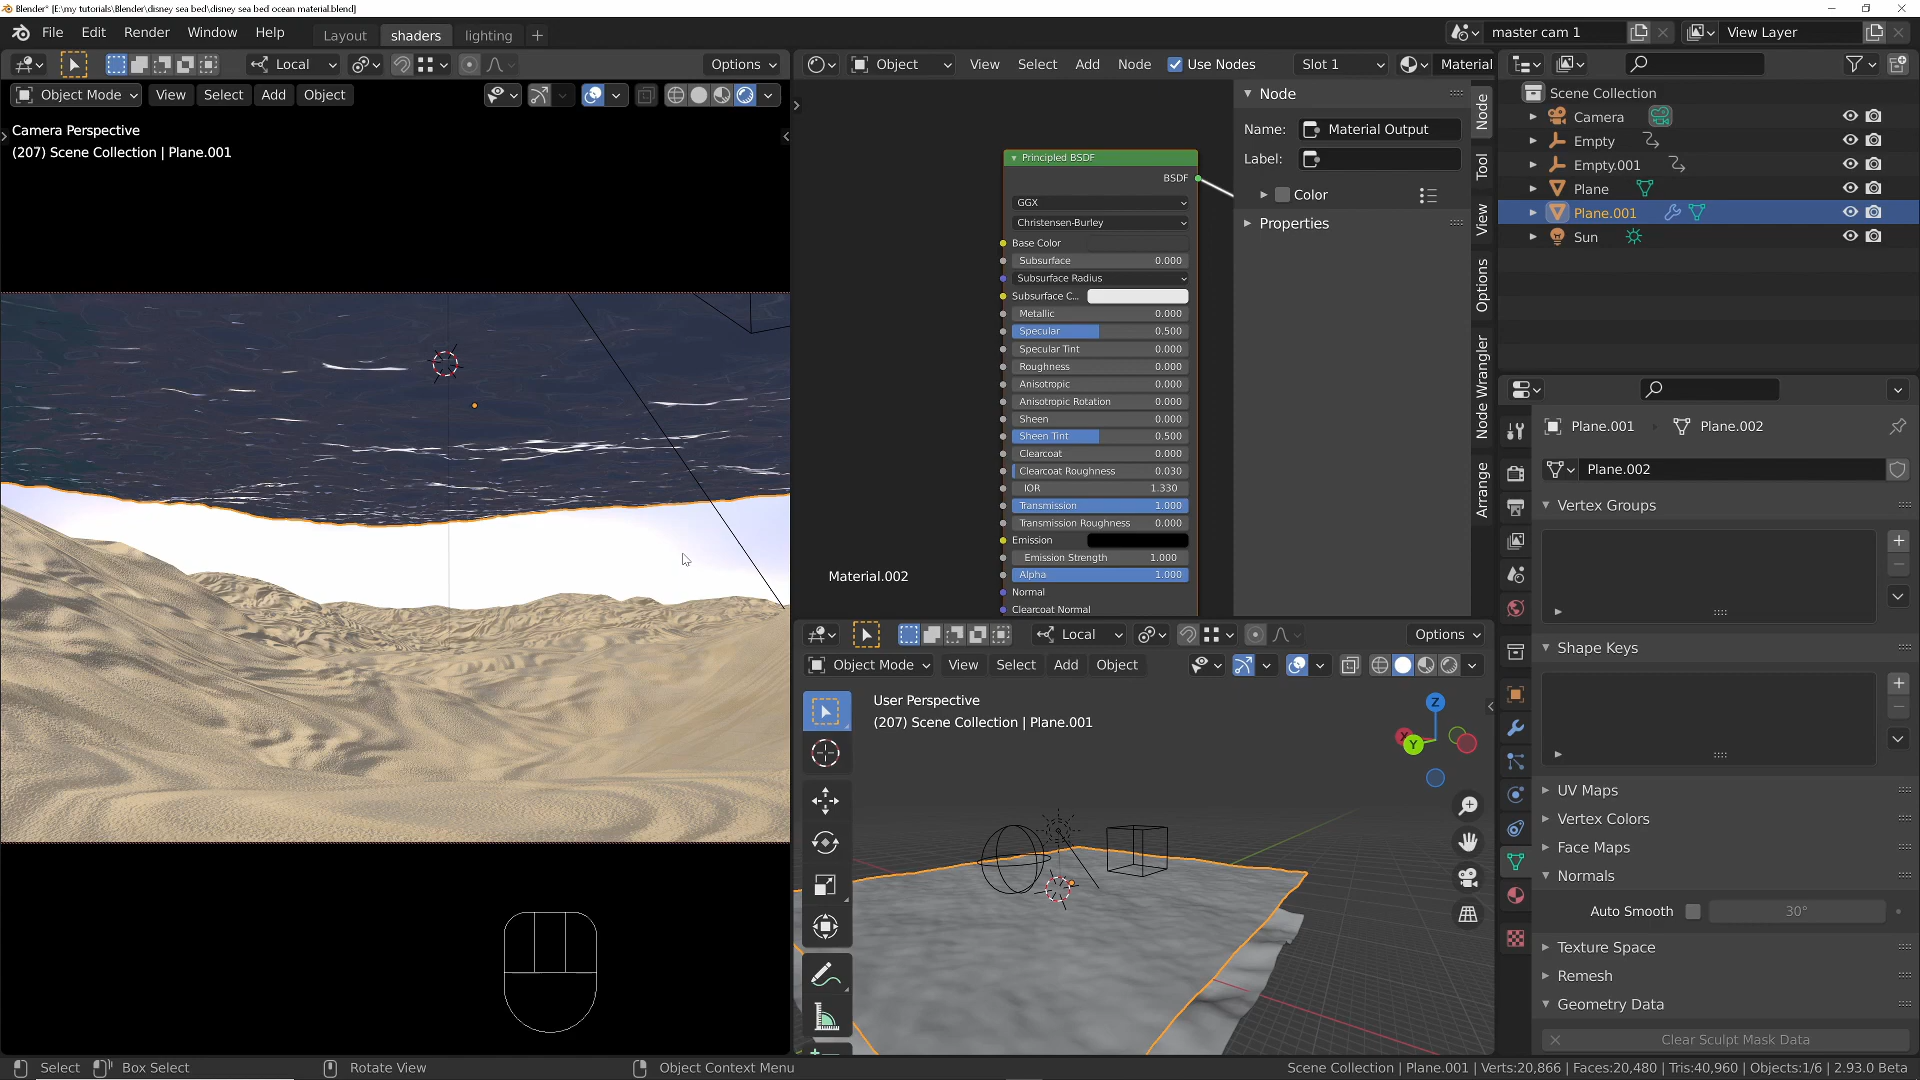 Blender* [E:\my tutorials\Blender\disney sea bed\disney sea bed ocean material.blend]
File Edit Render Window Help Layout shaders lighting
master cam 1 View Layer
Local Options
Object Mode View Select Add Object
Camera Perspective
(207) Scene Collection | Plane.001
Object View Select Add Node Use Nodes Slot 1 Material
Principled BSDF
BSDF
GGX
Christensen-Burley
Base Color
Subsurface 0.000
Subsurface Radius
Subsurface C...
Metallic 0.000
Specular 0.500
Specular Tint 0.000
Roughness 0.000
Anisotropic 0.000
Anisotropic Rotation 0.000
Sheen 0.000
Sheen Tint 0.500
Clearcoat 0.000
Clearcoat Roughness 0.030
IOR 1.330
Transmission 1.000
Transmission Roughness 0.000
Emission
Emission Strength 1.000
Alpha 1.000
Normal
Clearcoat Normal
Material.002
Node
Name: Material Output
Label:
Color
Properties
Node
Tool
View
Options
Node Wrangler
Arrange
Local Options
Object Mode View Select Add Object
User Perspective
(207) Scene Collection | Plane.001
Z
X
Y
Scene Collection
Camera
Empty
Empty.001
Plane
Plane.001
Sun
Plane.001 Plane.002
Plane.002
Vertex Groups
Shape Keys
UV Maps
Vertex Colors
Face Maps
Normals
Auto Smooth 30°
Texture Space
Remesh
Geometry Data
Clear Sculpt Mask Data
Select Box Select Rotate View Object Context Menu
Scene Collection | Plane.001 | Verts:20,866 | Faces:20,480 | Tris:40,960 | Objects:1/6 | 2.93.0 Beta